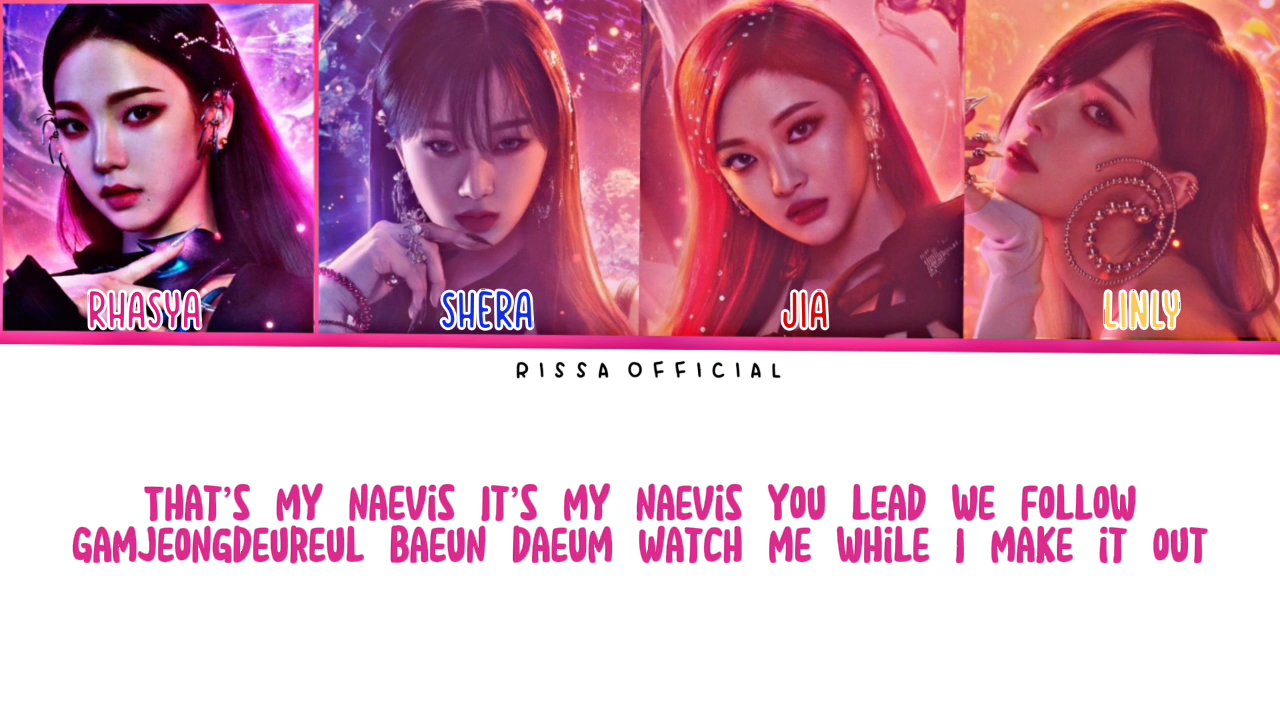 RHASYA SHERA JIA LINLY
RISSA OFFICIAL
THAT'S MY NAEViS IT'S MY NAEViS YOU LEAD WE FOLLOW
GAMJEONGDEUREUL BAEUN DAEUM WATCH ME WHiLE I MAKE iT OUT